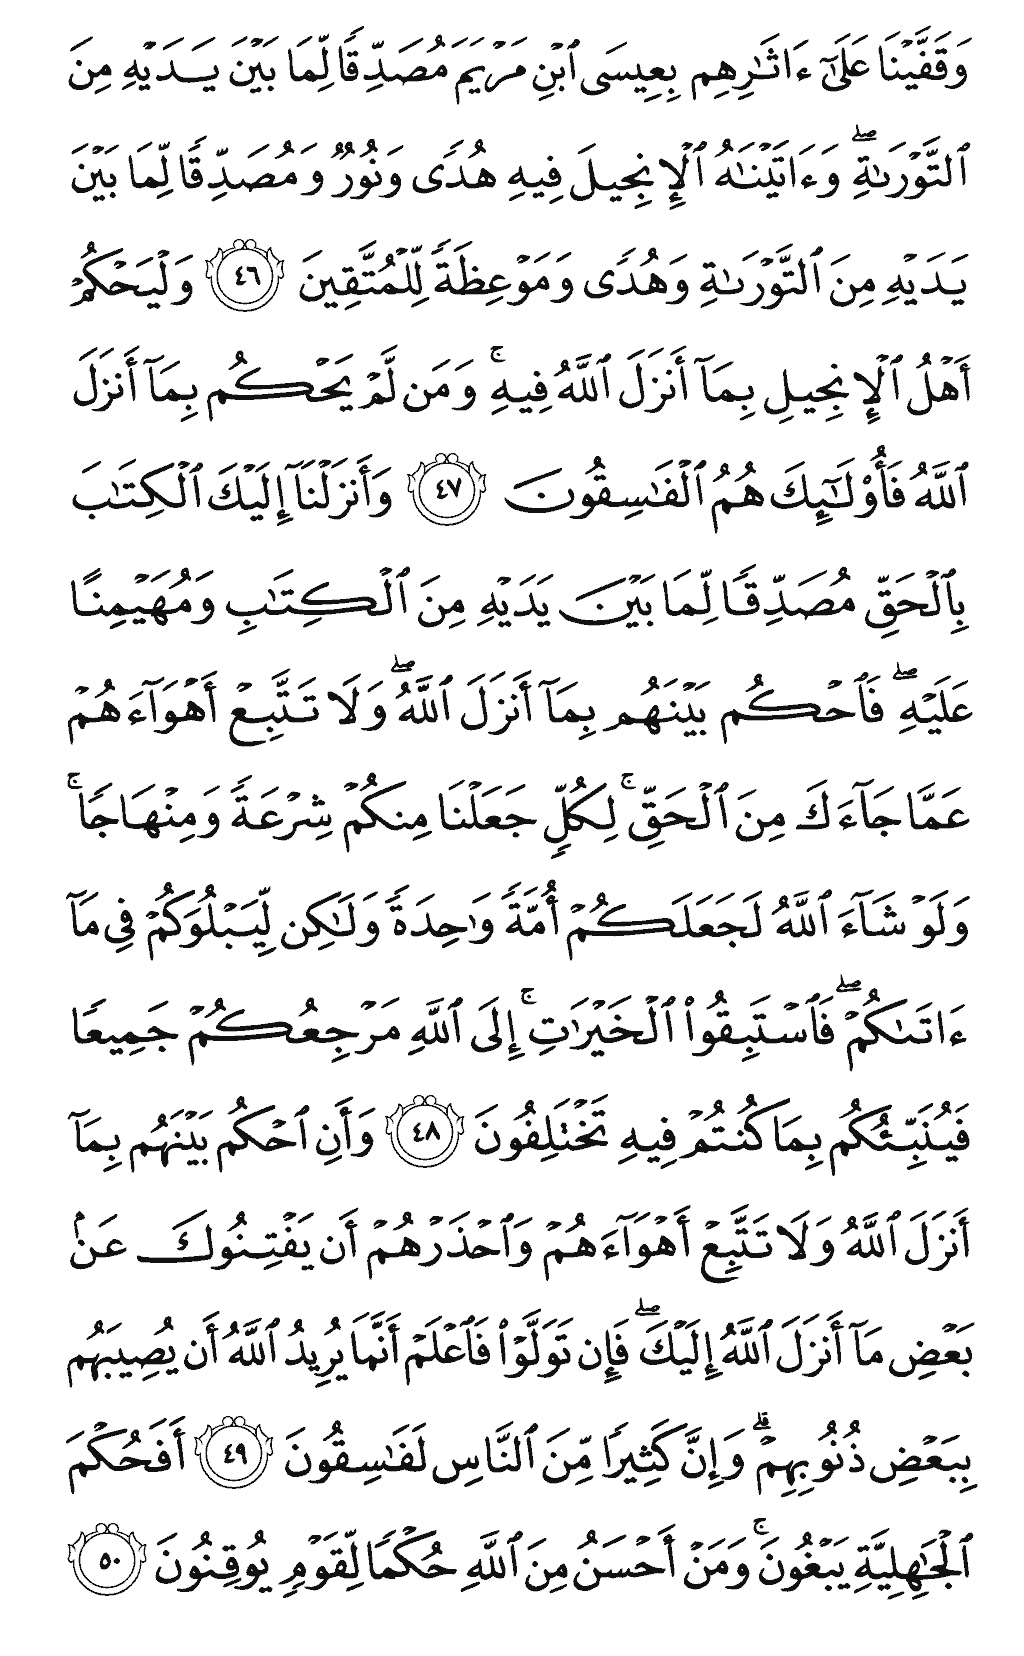 وَقَفَّيْنَا عَلَىٰٓ ءَاثَـٰرِهِم بِعِيسَى ٱبْنِ مَرْيَمَ مُصَدِّقًا لِّمَا بَيْنَ يَدَيْهِ مِنَ
ٱلتَّوْرَىٰةِ ۖ وَءَاتَيْنَـٰهُ ٱلْإِنجِيلَ فِيهِ هُدًى وَنُورٌ وَمُصَدِّقًا لِّمَا بَيْنَ
يَدَيْهِ مِنَ ٱلتَّوْرَىٰةِ وَهُدًى وَمَوْعِظَةً لِّلْمُتَّقِينَ ٤٦ وَلْيَحْكُمْ
أَهْلُ ٱلْإِنجِيلِ بِمَآ أَنزَلَ ٱللَّهُ فِيهِ ۚ وَمَن لَّمْ يَحْكُم بِمَآ أَنزَلَ
ٱللَّهُ فَأُو۟لَـٰٓئِكَ هُمُ ٱلْفَـٰسِقُونَ ٤٧ وَأَنزَلْنَآ إِلَيْكَ ٱلْكِتَـٰبَ
بِٱلْحَقِّ مُصَدِّقًا لِّمَا بَيْنَ يَدَيْهِ مِنَ ٱلْكِتَـٰبِ وَمُهَيْمِنًا
عَلَيْهِ ۖ فَٱحْكُم بَيْنَهُم بِمَآ أَنزَلَ ٱللَّهُ ۖ وَلَا تَتَّبِعْ أَهْوَآءَهُمْ
عَمَّا جَآءَكَ مِنَ ٱلْحَقِّ ۚ لِكُلٍّ جَعَلْنَا مِنكُمْ شِرْعَةً وَمِنْهَاجًا ۚ
وَلَوْ شَآءَ ٱللَّهُ لَجَعَلَكُمْ أُمَّةً وَٰحِدَةً وَلَـٰكِن لِّيَبْلُوَكُمْ فِى مَآ
ءَاتَىٰكُمْ ۖ فَٱسْتَبِقُوا۟ ٱلْخَيْرَٰتِ ۚ إِلَى ٱللَّهِ مَرْجِعُكُمْ جَمِيعًا
فَيُنَبِّئُكُم بِمَا كُنتُمْ فِيهِ تَخْتَلِفُونَ ٤٨ وَأَنِ ٱحْكُم بَيْنَهُم بِمَآ
أَنزَلَ ٱللَّهُ وَلَا تَتَّبِعْ أَهْوَآءَهُمْ وَٱحْذَرْهُمْ أَن يَفْتِنُوكَ عَنۢ
بَعْضِ مَآ أَنزَلَ ٱللَّهُ إِلَيْكَ ۖ فَإِن تَوَلَّوْا۟ فَٱعْلَمْ أَنَّمَا يُرِيدُ ٱللَّهُ أَن يُصِيبَهُم
بِبَعْضِ ذُنُوبِهِمْ ۗ وَإِنَّ كَثِيرًا مِّنَ ٱلنَّاسِ لَفَـٰسِقُونَ ٤٩ أَفَحُكْمَ
ٱلْجَـٰهِلِيَّةِ يَبْغُونَ ۚ وَمَنْ أَحْسَنُ مِنَ ٱللَّهِ حُكْمًا لِّقَوْمٍ يُوقِنُونَ ٥٠